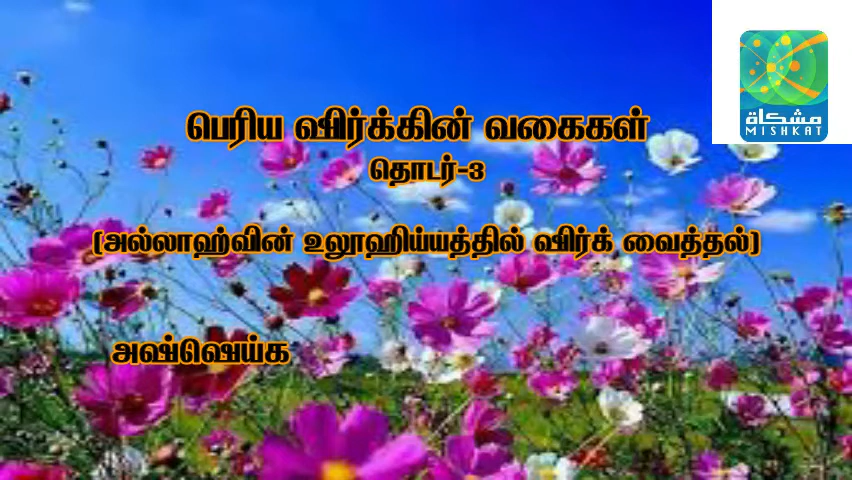 مشكاة
MISHKAT
பெரிய ஷிர்க்கின் வகைகள்
தொடர்-3
(அல்லாஹ்வின் உலூஹிய்யத்தில் ஷிர்க் வைத்தல்)
அஷ்ஷெய்க